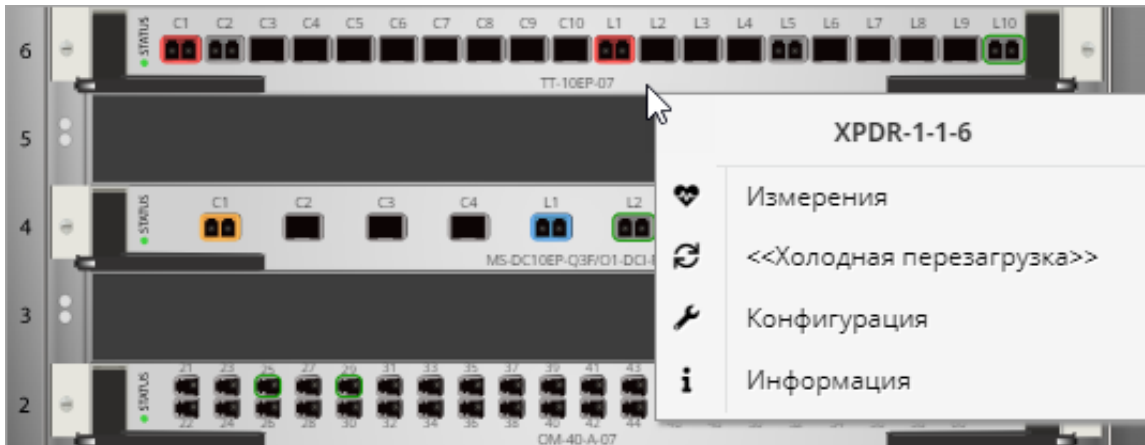 6 STATUS C1 C2 C3 C4 C5 C6 C7 C8 C9 C10 L1 L2 L3 L4 L5 L6 L7 L8 L9 L10
TT-10EP-07
5
XPDR-1-1-6
Измерения
<<Холодная перезагрузка>>
Конфигурация
Информация
4 STATUS C1 C2 C3 C4 L1 L2
MS-DC10EP-Q3F/O1-DCI-
3
2 STATUS 21 23 25 27 29 31 33 35 37 39 41 43
22 24 26 28 30 32 34 36 38 40 42 44
OM-40-A-07